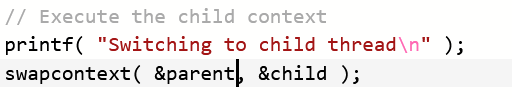 // Execute the child context
printf( "Switching to child thread\n" );
swapcontext( &parent, &child );